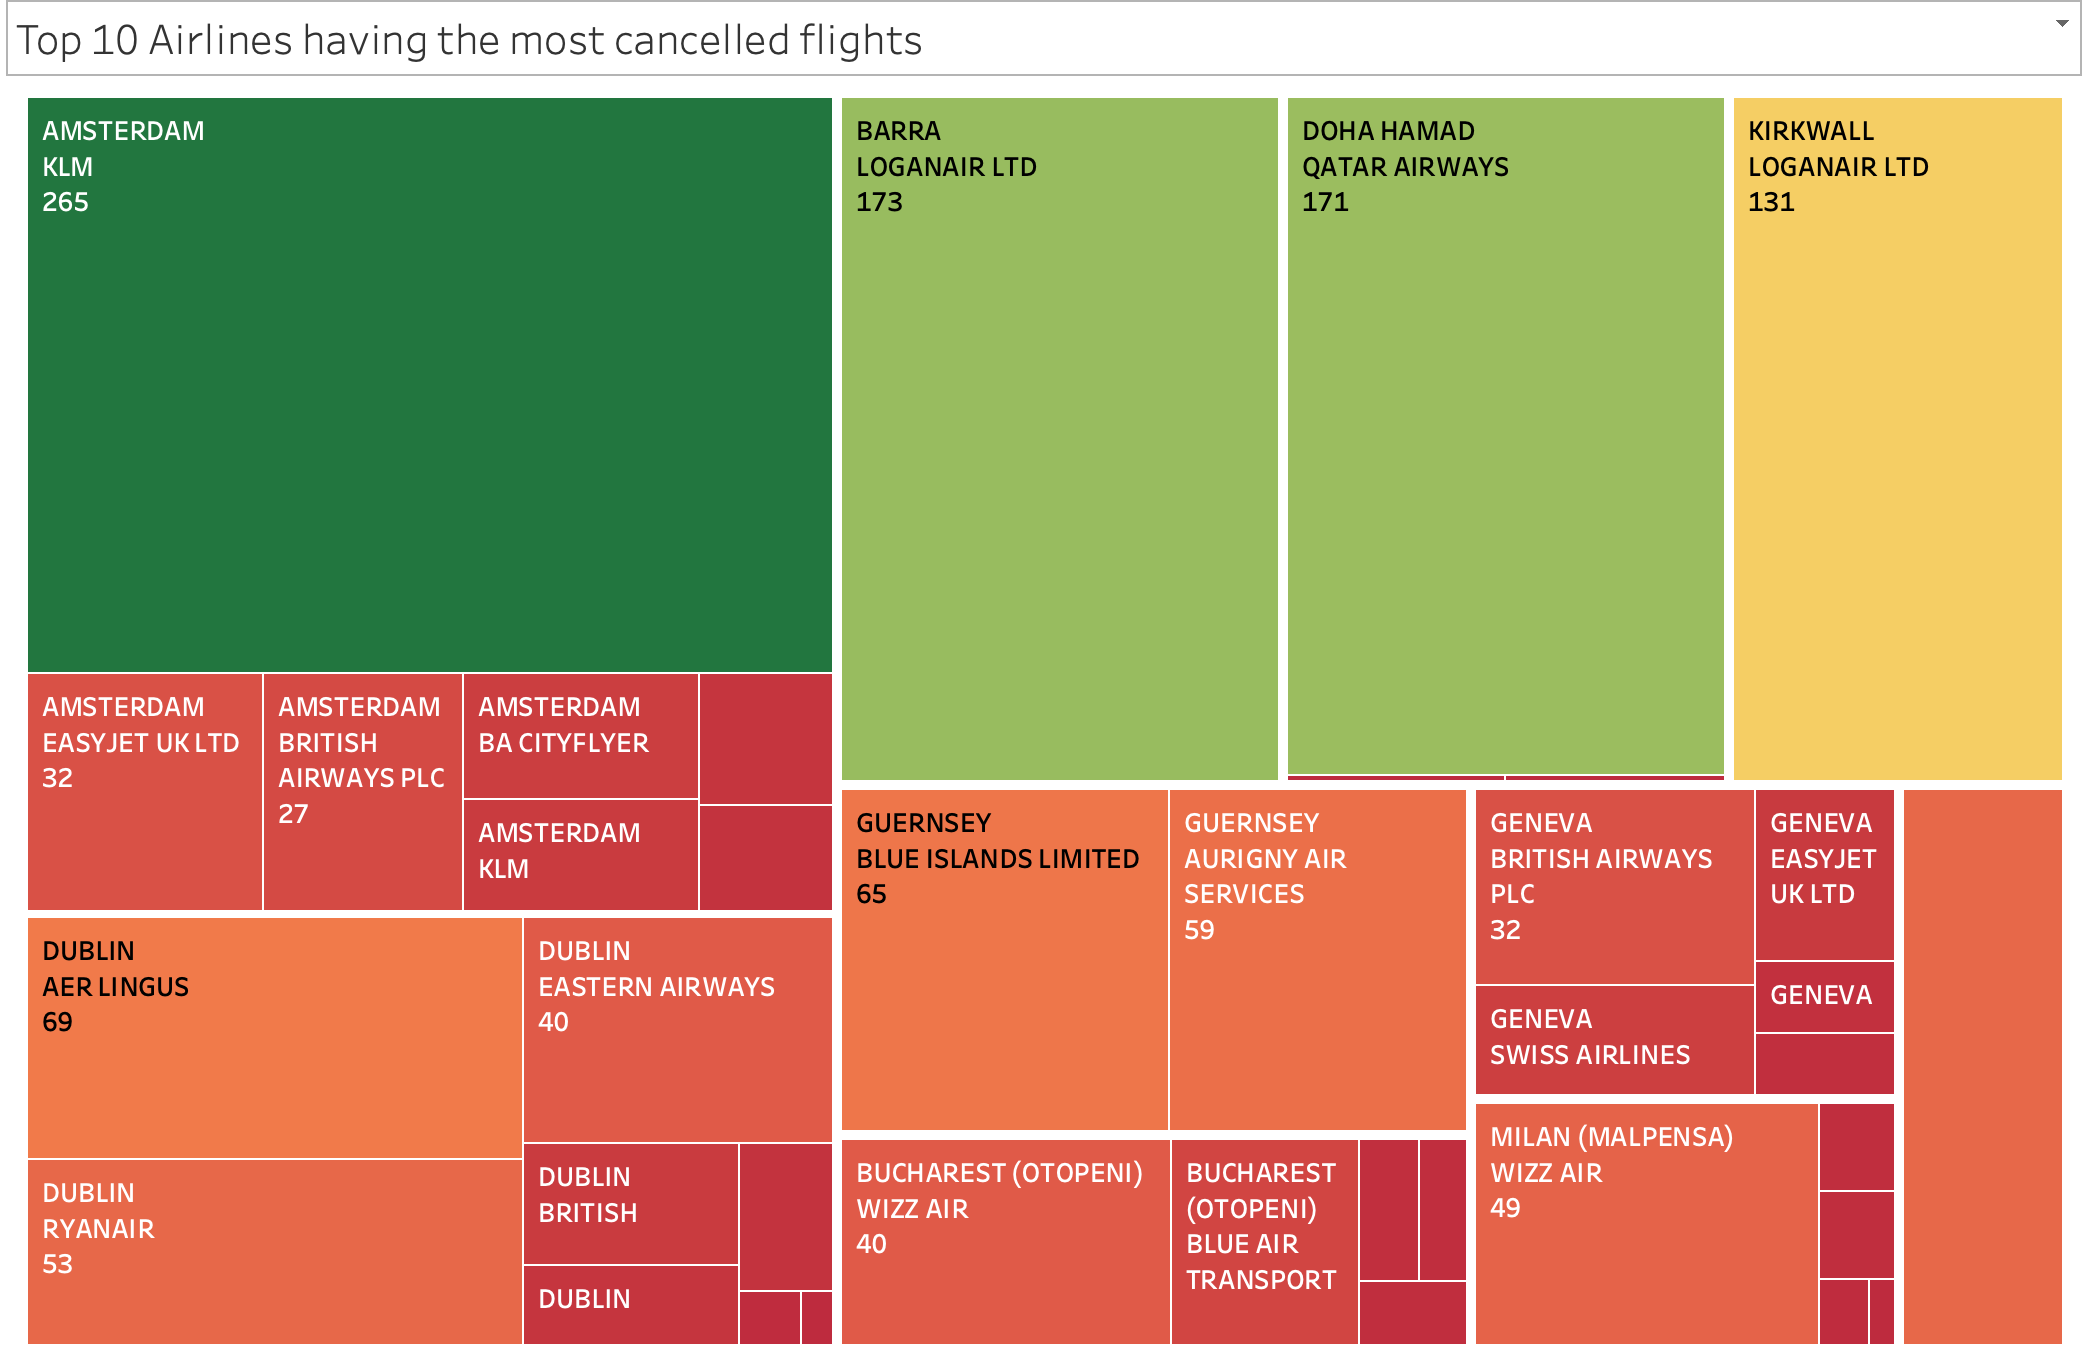 Top 10 Airlines having the most cancelled flights
AMSTERDAM
KLM
265
BARRA
LOGANAIR LTD
173
DOHA HAMAD
QATAR AIRWAYS
171
KIRKWALL
LOGANAIR LTD
131
AMSTERDAM
EASYJET UK LTD
32
AMSTERDAM
BRITISH
AIRWAYS PLC
27
AMSTERDAM
BA CITYFLYER
AMSTERDAM
KLM
DUBLIN
AER LINGUS
69
DUBLIN
EASTERN AIRWAYS
40
DUBLIN
RYANAIR
53
DUBLIN
BRITISH
DUBLIN
GUERNSEY
BLUE ISLANDS LIMITED
65
GUERNSEY
AURIGNY AIR
SERVICES
59
GENEVA
BRITISH AIRWAYS
PLC
32
GENEVA
EASYJET
UK LTD
GENEVA
GENEVA
SWISS AIRLINES
BUCHAREST (OTOPENI)
WIZZ AIR
40
BUCHAREST
(OTOPENI)
BLUE AIR
TRANSPORT
MILAN (MALPENSA)
WIZZ AIR
49